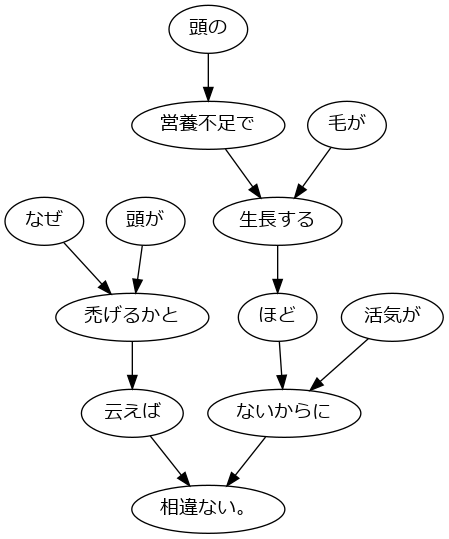 頭の
営養不足で
毛が
なぜ
頭が
生長する
禿げるかと
ほど
活気が
云えば
ないからに
相違ない。